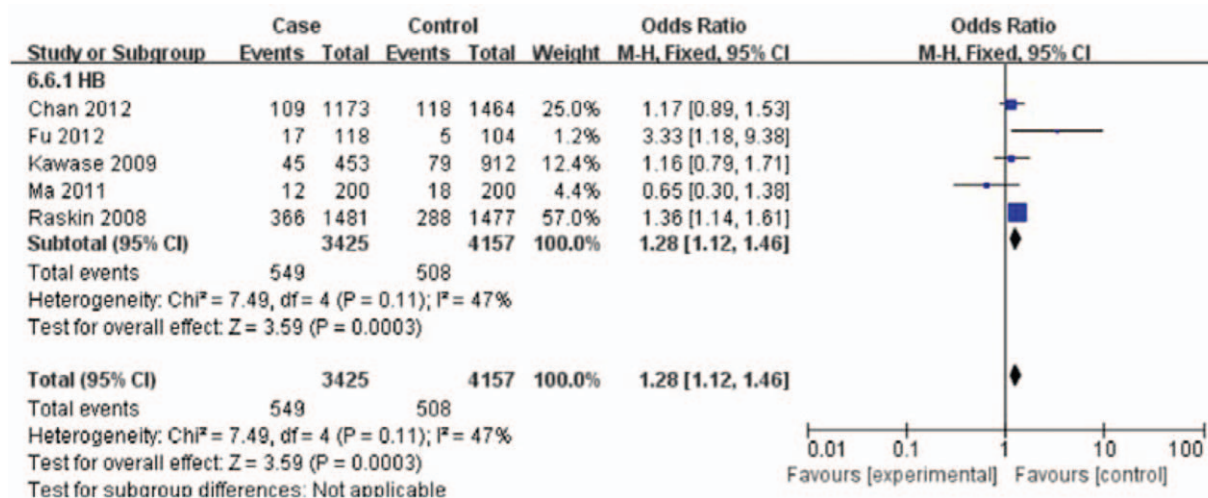 Case Control Odds Ratio Odds Ratio
Study or Subgroup Events Total Events Total Weight M-H, Fixed, 95% CI M-H, Fixed, 95% CI
6.6.1 HB
Chan 2012 109 1173 118 1464 25.0% 1.17 [0.89, 1.53]
Fu 2012 17 118 5 104 1.2% 3.33 [1.18, 9.38]
Kawase 2009 45 453 79 912 12.4% 1.16 [0.79, 1.71]
Ma 2011 12 200 18 200 4.4% 0.65 [0.30, 1.38]
Raskin 2008 366 1481 288 1477 57.0% 1.36 [1.14, 1.61]
Subtotal (95% CI) 3425 4157 100.0% 1.28 [1.12, 1.46]
Total events 549 508
Heterogeneity: Chi² = 7.49, df = 4 (P = 0.11); I² = 47%
Test for overall effect: Z = 3.59 (P = 0.0003)
Total (95% CI) 3425 4157 100.0% 1.28 [1.12, 1.46]
Total events 549 508
Heterogeneity: Chi² = 7.49, df = 4 (P = 0.11); I² = 47%
Test for overall effect: Z = 3.59 (P = 0.0003)
Test for subgroup differences: Not applicable
0.01 0.1 1 10 100
Favours [experimental] Favours [control]